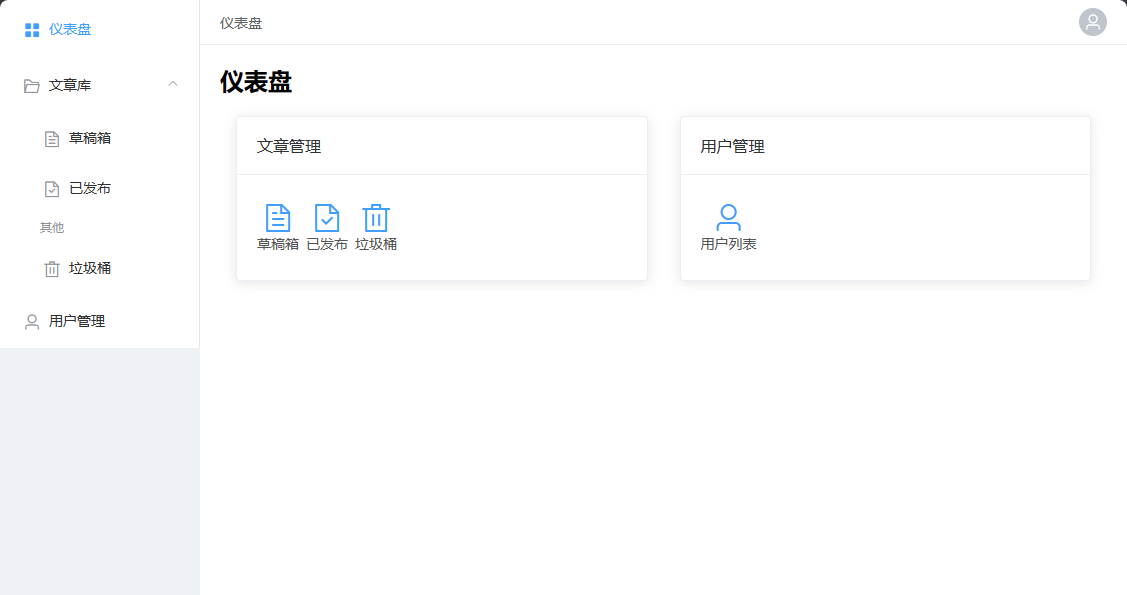 仪表盘
文章库
草稿箱
已发布
其他
垃圾桶
用户管理
仪表盘
仪表盘
文章管理
草稿箱 已发布 垃圾桶
用户管理
用户列表